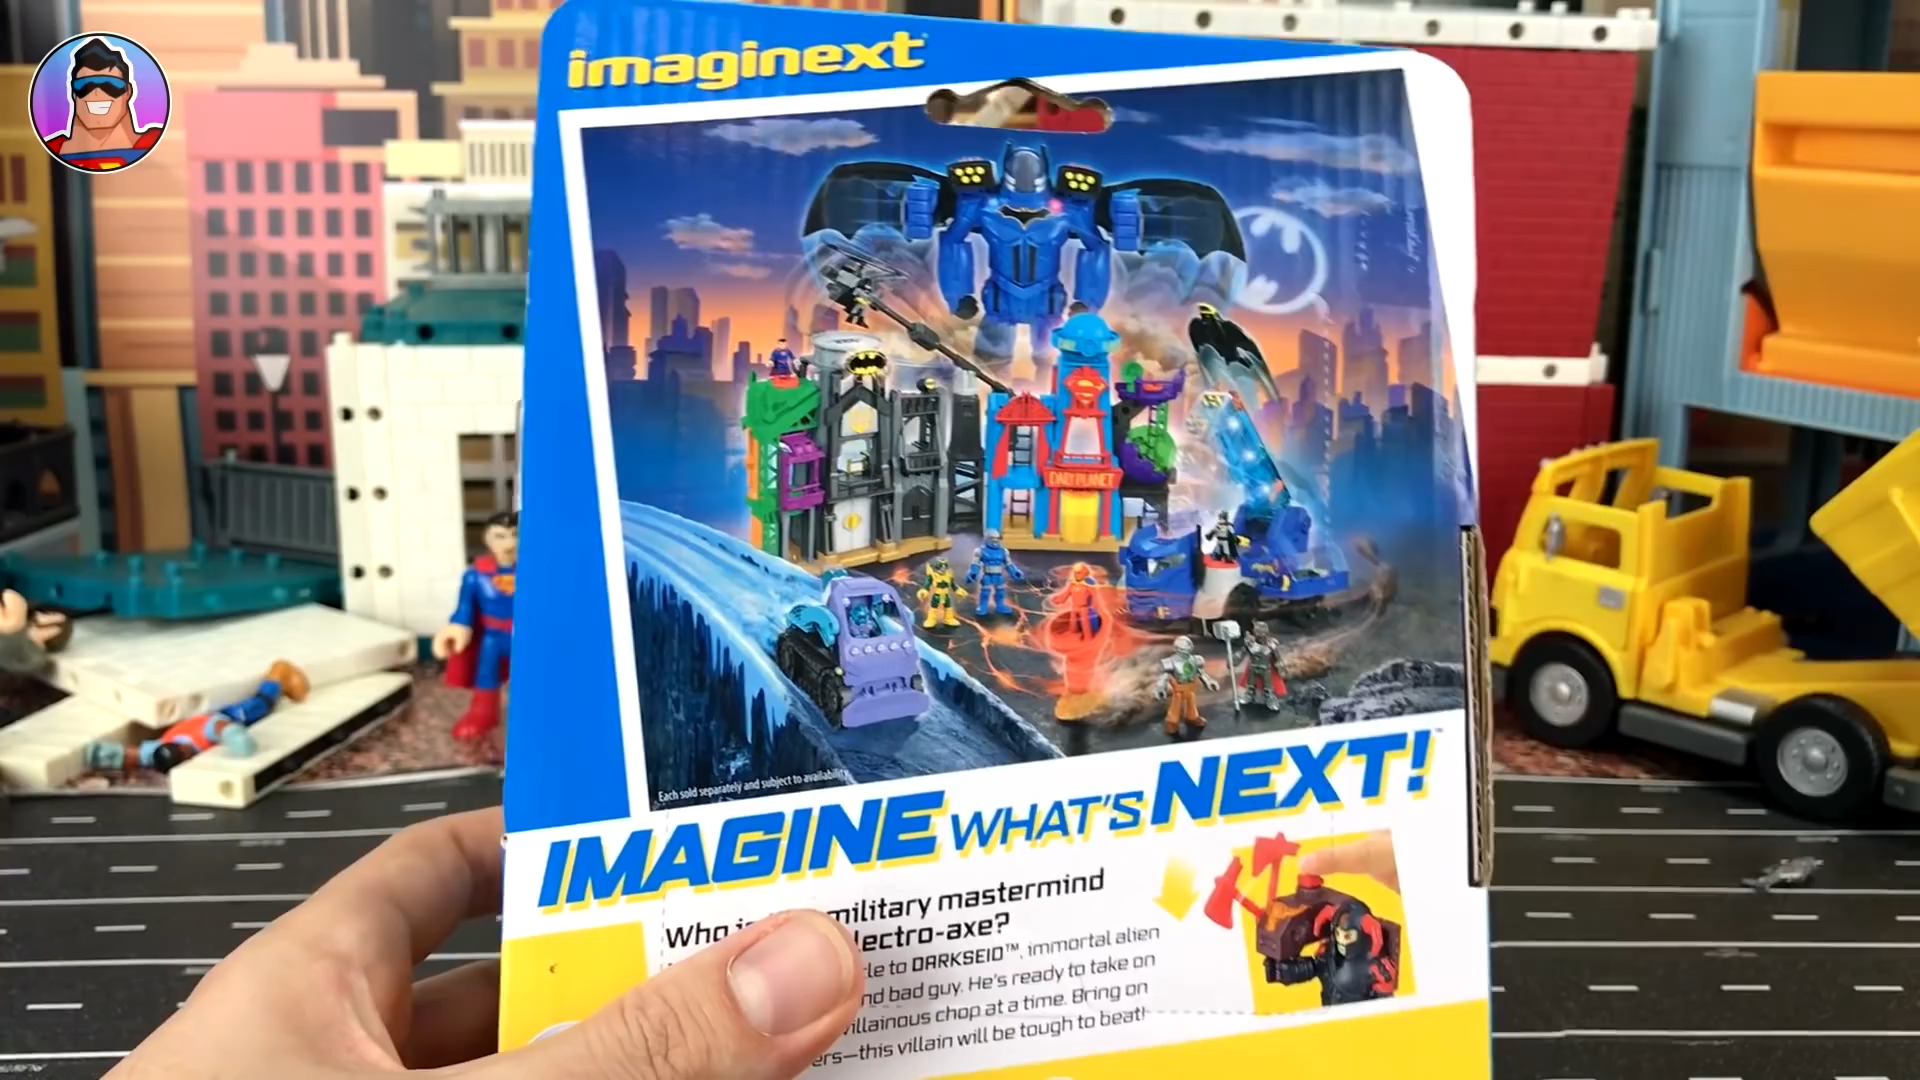 imaginext
DAILY PLANET
Each sold separately and subject to availability.
IMAGINE WHAT'S NEXT!™
Who military mastermind
lectro-axe?
to DARKSEID™, immortal alien
bad guy. He's ready to take on
villainous chop at a time. Bring on
—this villain will be tough to beat!